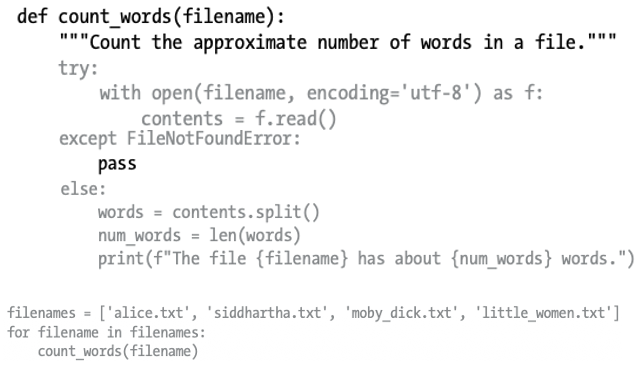 def count_words(filename):
    """Count the approximate number of words in a file."""
    try:
        with open(filename, encoding='utf-8') as f:
            contents = f.read()
    except FileNotFoundError:
        pass
    else:
        words = contents.split()
        num_words = len(words)
        print(f"The file {filename} has about {num_words} words.")
filenames = ['alice.txt', 'siddhartha.txt', 'moby_dick.txt', 'little_women.txt']
for filename in filenames:
    count_words(filename)